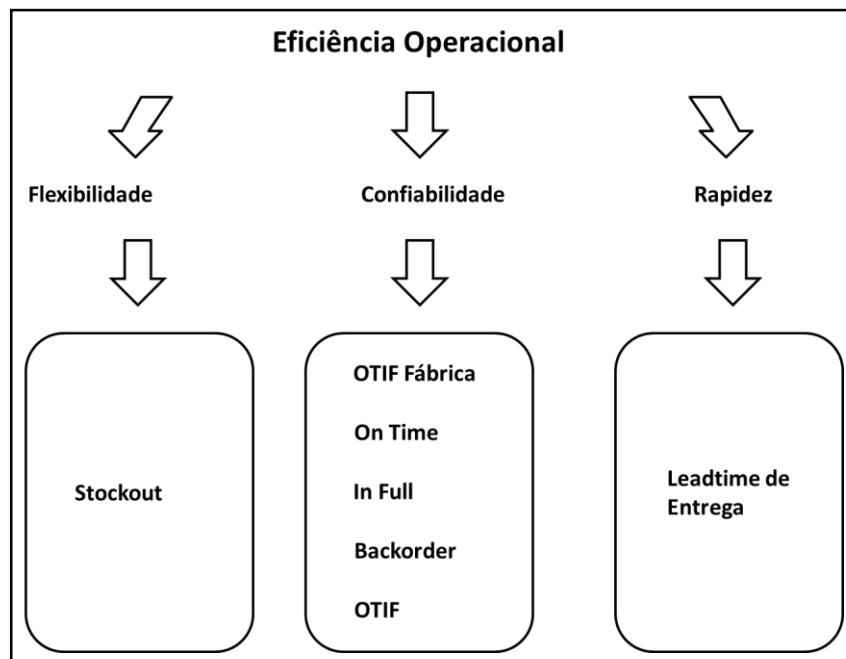 Eficiência Operacional
Flexibilidade
Confiabilidade
Rapidez
Stockout
OTIF Fábrica
On Time
In Full
Backorder
OTIF
Leadtime de
Entrega